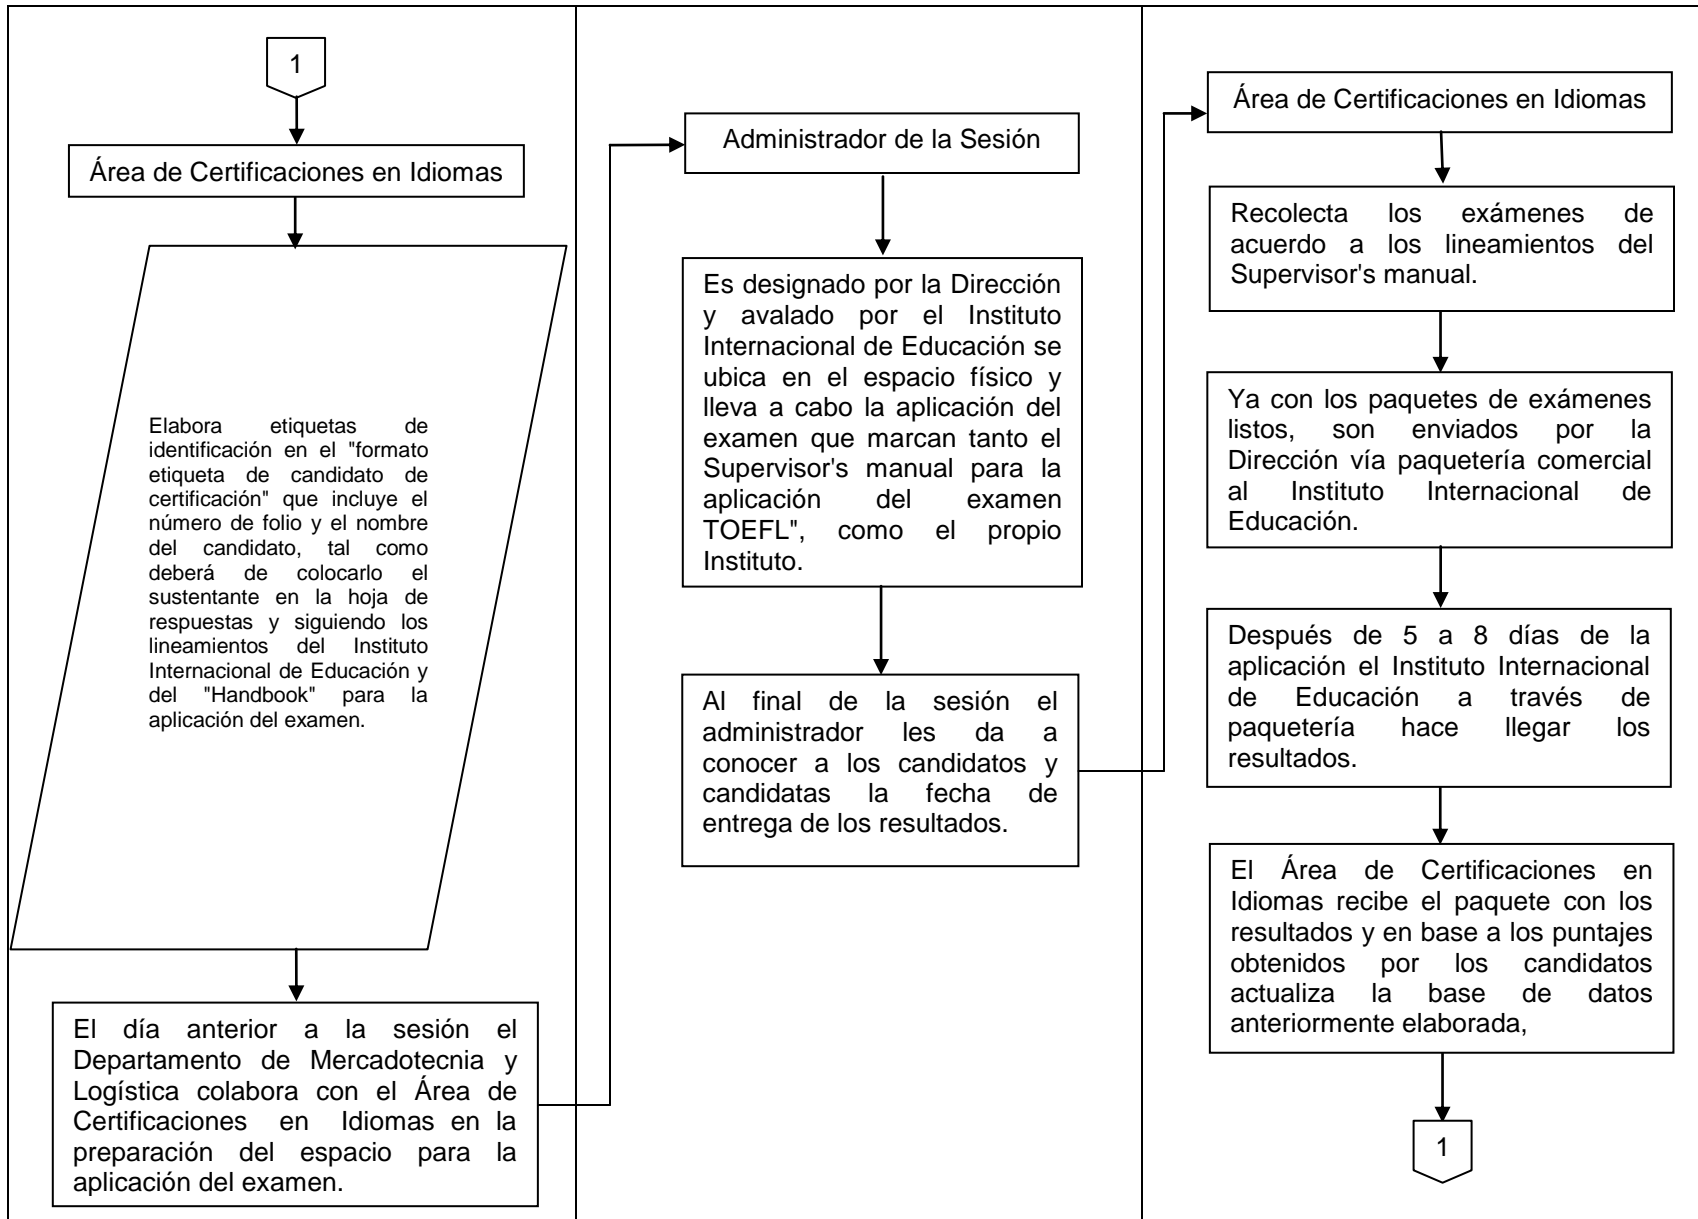 1
Área de Certificaciones en Idiomas
Elabora etiquetas de
identificación en el "formato
etiqueta de candidato de
certificación" que incluye el
número de folio y el nombre
del candidato, tal como
deberá de colocarlo el
sustentante en la hoja de
respuestas y siguiendo los
lineamientos del Instituto
Internacional de Educación y
del "Handbook" para la
aplicación del examen.
El día anterior a la sesión el
Departamento de Mercadotecnia y
Logística colabora con el Área de
Certificaciones en Idiomas en la
preparación del espacio para la
aplicación del examen.
Administrador de la Sesión
Es designado por la Dirección
y avalado por el Instituto
Internacional de Educación se
ubica en el espacio físico y
lleva a cabo la aplicación del
examen que marcan tanto el
Supervisor's manual para la
aplicación del examen
TOEFL", como el propio
Instituto.
Al final de la sesión el
administrador les da a
conocer a los candidatos y
candidatas la fecha de
entrega de los resultados.
Área de Certificaciones en Idiomas
Recolecta los exámenes de
acuerdo a los lineamientos del
Supervisor's manual.
Ya con los paquetes de exámenes
listos, son enviados por la
Dirección vía paquetería comercial
al Instituto Internacional de
Educación.
Después de 5 a 8 días de la
aplicación el Instituto Internacional
de Educación a través de
paquetería hace llegar los
resultados.
El Área de Certificaciones en
Idiomas recibe el paquete con los
resultados y en base a los puntajes
obtenidos por los candidatos
actualiza la base de datos
anteriormente elaborada,
1